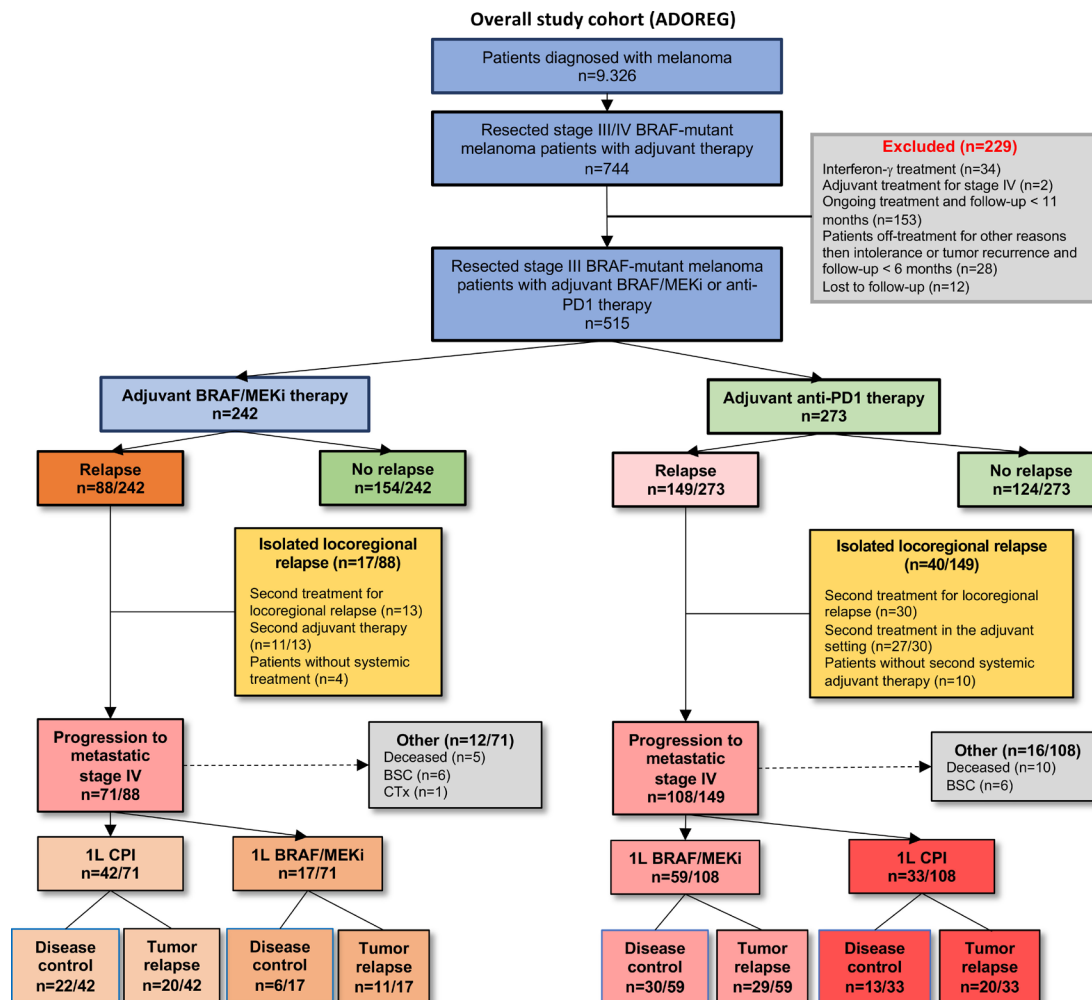 Overall study cohort (ADOREG)
Patients diagnosed with melanoma
n=9.326
Resected stage III/IV BRAF-mutant
melanoma patients with adjuvant therapy
n=744
Excluded (n=229)
Interferon-γ treatment (n=34)
Adjuvant treatment for stage IV (n=2)
Ongoing treatment and follow-up < 11
months (n=153)
Patients off-treatment for other reasons
then intolerance or tumor recurrence and
follow-up < 6 months (n=28)
Lost to follow-up (n=12)
Resected stage III BRAF-mutant melanoma
patients with adjuvant BRAF/MEKi or anti-
PD1 therapy
n=515
Adjuvant BRAF/MEKi therapy
n=242
Adjuvant anti-PD1 therapy
n=273
Relapse
n=88/242
No relapse
n=154/242
Relapse
n=149/273
No relapse
n=124/273
Isolated locoregional
relapse (n=17/88)
Second treatment for
locoregional relapse (n=13)
Second adjuvant therapy
(n=11/13)
Patients without systemic
treatment (n=4)
Isolated locoregional relapse
(n=40/149)
Second treatment for locoregional
relapse (n=30)
Second treatment in the adjuvant
setting (n=27/30)
Patients without second systemic
adjuvant therapy (n=10)
Progression to
metastatic
stage IV
n=71/88
Other (n=12/71)
Deceased (n=5)
BSC (n=6)
CTx (n=1)
Progression to
metastatic
stage IV
n=108/149
Other (n=16/108)
Deceased (n=10)
BSC (n=6)
1L CPI
n=42/71
1L BRAF/MEKi
n=17/71
1L BRAF/MEKi
n=59/108
1L CPI
n=33/108
Disease
control
n=22/42
Tumor
relapse
n=20/42
Disease
control
n=6/17
Tumor
relapse
n=11/17
Disease
control
n=30/59
Tumor
relapse
n=29/59
Disease
control
n=13/33
Tumor
relapse
n=20/33